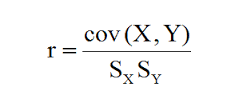 r = cov (X, Y) / S_X S_Y